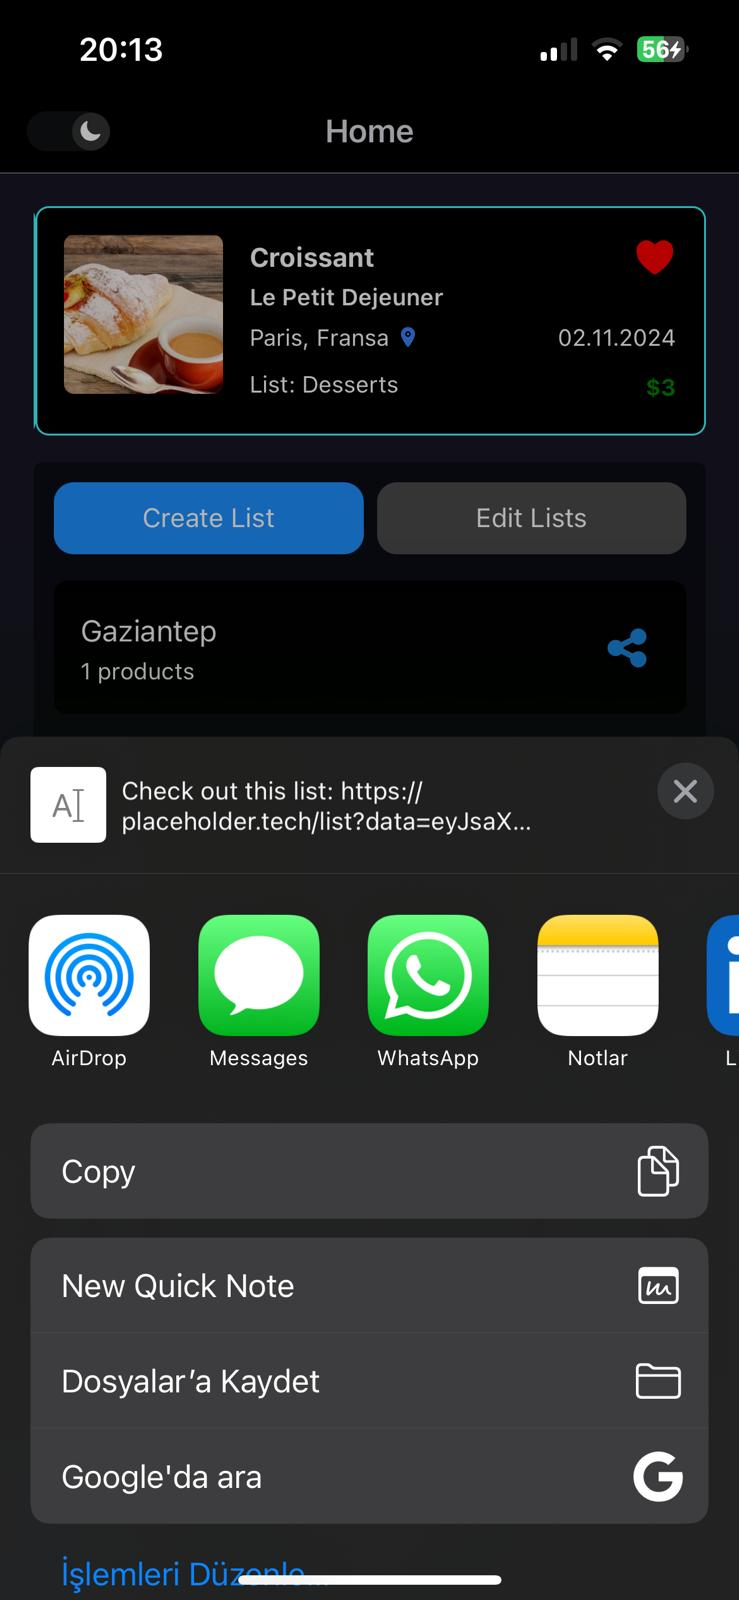 20:13
56
Home
Croissant
Le Petit Dejeuner
Paris, Fransa
02.11.2024
List: Desserts
$3
Create List
Edit Lists
Gaziantep
1 products
A
Check out this list: https://
placeholder.tech/list?data=eyJsaX...
AirDrop
Messages
WhatsApp
Notlar
L
Copy
New Quick Note
Dosyalar’a Kaydet
Google'da ara
G
İşlemleri Düzenle...